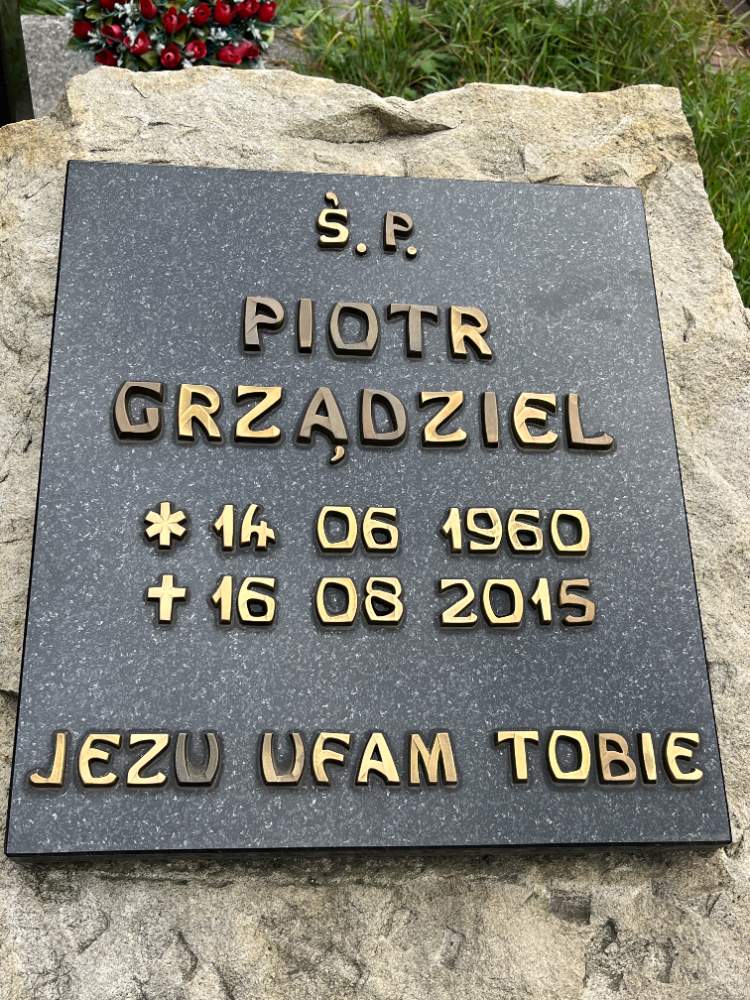 Ś.P.
PIOTR
GRZĄDZIEL
* 14 06 1960
✝ 16 08 2015
JEZU UFAM TOBIE